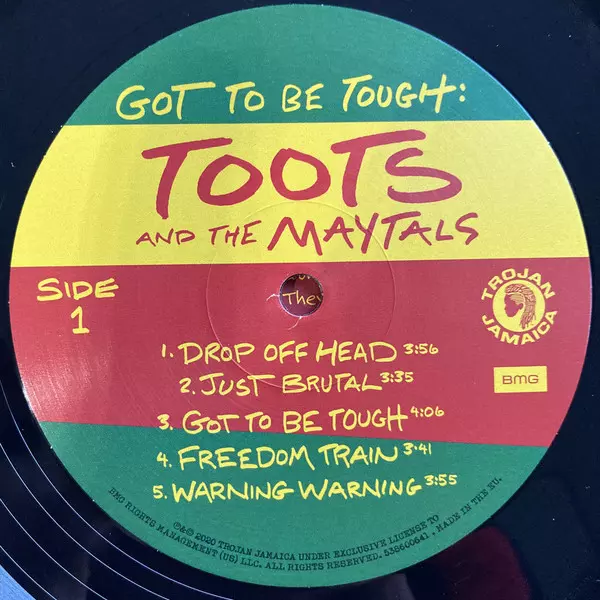 GOT TO BE TOUGH:
TOOTS
AND THE MAYTALS
SIDE
1
They
TROJAN
JAMAICA
BMG
1. DROP OFF HEAD 3:56
2. JUST BRUTAL 3:35
3. GOT TO BE TOUGH 4:06
4. FREEDOM TRAIN 3:41
5. WARNING WARNING 3:55
℗&© 2020 TROJAN JAMAICA UNDER EXCLUSIVE LICENSE TO
BMG RIGHTS MANAGEMENT (US) LLC. ALL RIGHTS RESERVED. 538600641. MADE IN THE EU.